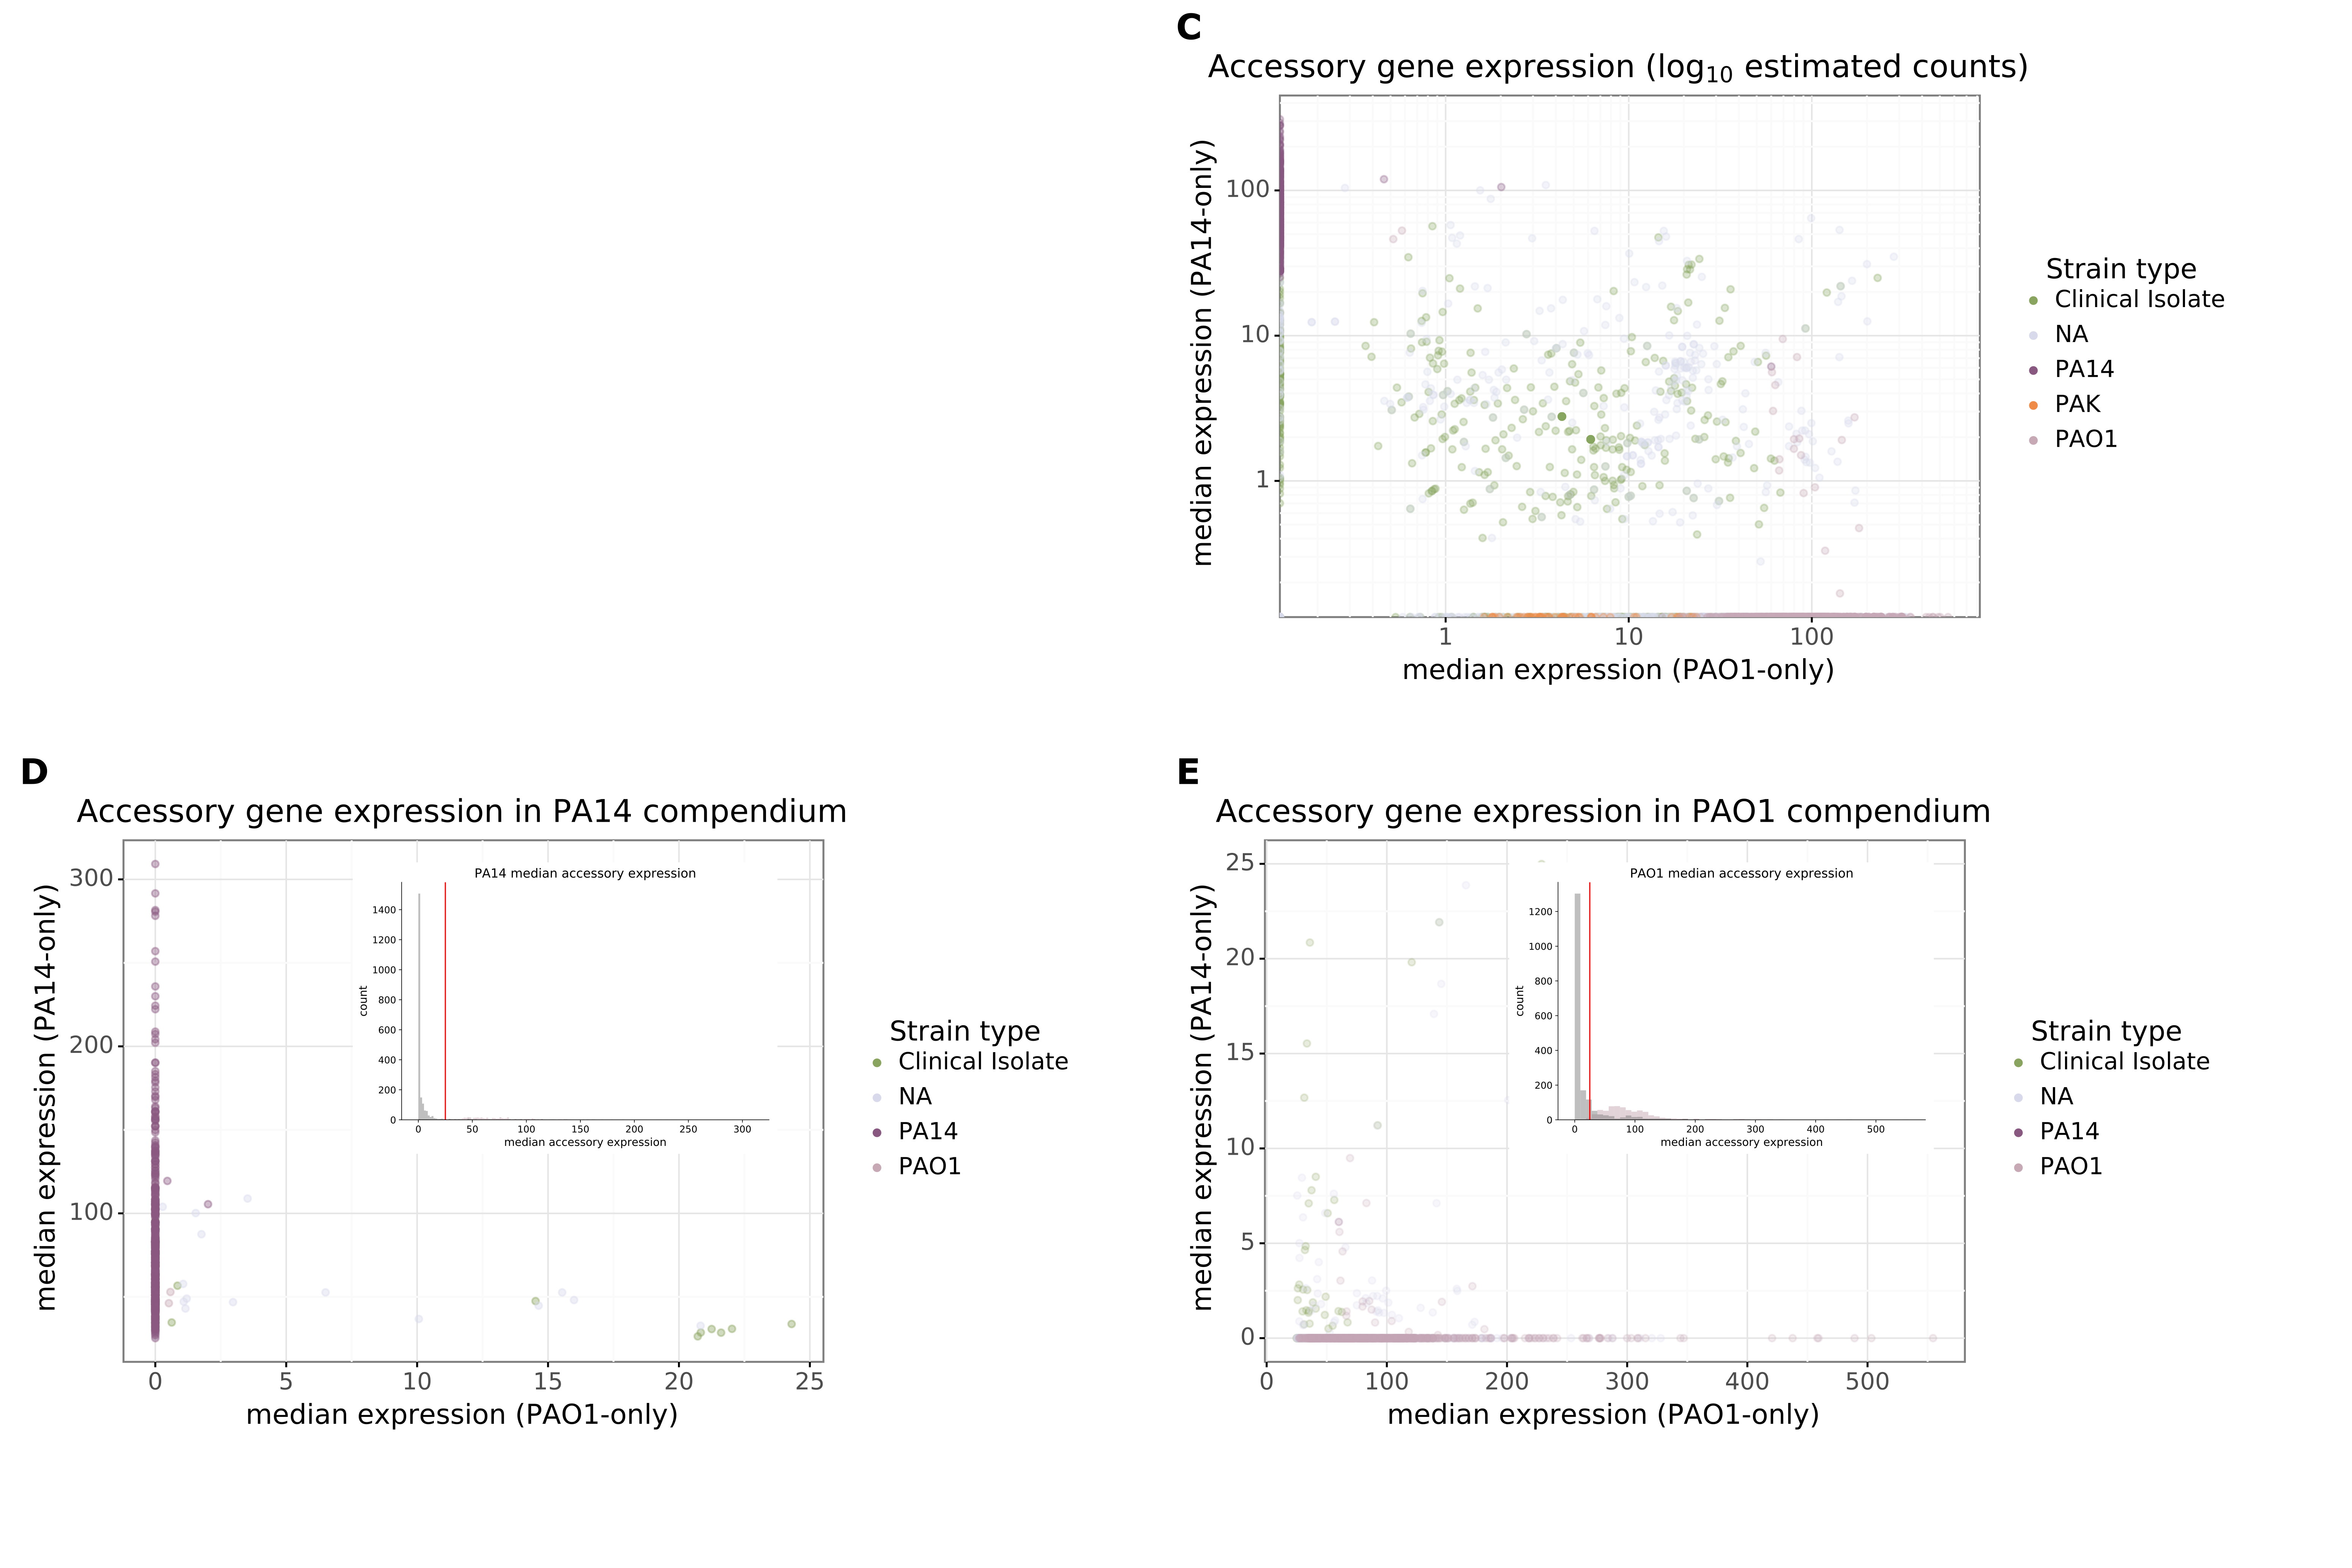 C
Accessory gene expression (log10 estimated counts)
median expression (PA14-only)
100
10
1
1
10
100
median expression (PAO1-only)
Strain type
Clinical Isolate
NA
PA14
PAK
PAO1
D
Accessory gene expression in PA14 compendium
median expression (PA14-only)
300
200
100
0
5
10
15
20
25
median expression (PAO1-only)
PA14 median accessory expression
count
1400
1200
1000
800
600
400
200
0
0
50
100
150
200
250
300
median accessory expression
Strain type
Clinical Isolate
NA
PA14
PAO1
E
Accessory gene expression in PAO1 compendium
median expression (PA14-only)
25
20
15
10
5
0
0
100
200
300
400
500
median expression (PAO1-only)
PAO1 median accessory expression
count
1200
1000
800
600
400
200
0
0
100
200
300
400
500
median accessory expression
Strain type
Clinical Isolate
NA
PA14
PAO1